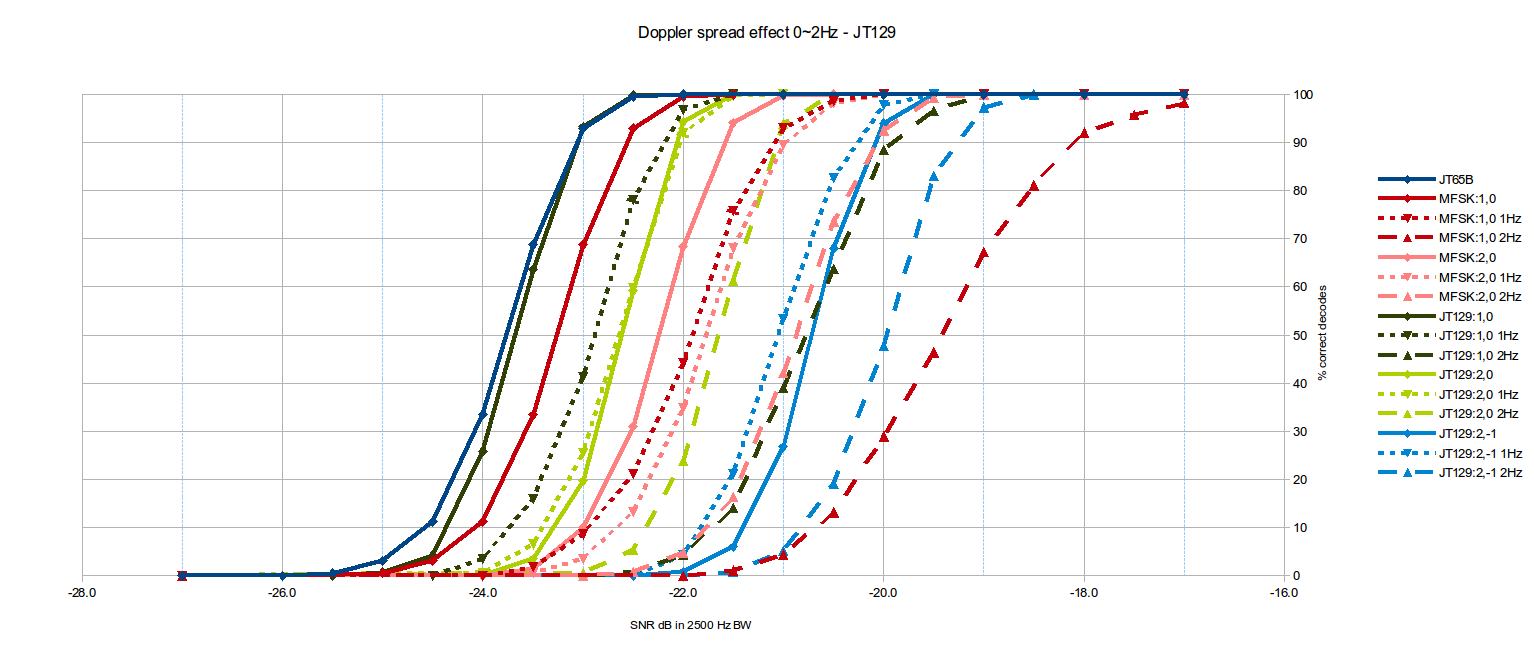 Doppler spread effect 0~2Hz - JT129
100
90
80
70
60
50
40
30
20
10
0
% correct decodes
-28.0 -26.0 -24.0 -22.0 -20.0 -18.0 -16.0
SNR dB in 2500 Hz BW
JT65B
MFSK:1,0
MFSK:1,0 1Hz
MFSK:1,0 2Hz
MFSK:2,0
MFSK:2,0 1Hz
MFSK:2,0 2Hz
JT129:1,0
JT129:1,0 1Hz
JT129:1,0 2Hz
JT129:2,0
JT129:2,0 1Hz
JT129:2,0 2Hz
JT129:2,-1
JT129:2,-1 1Hz
JT129:2,-1 2Hz